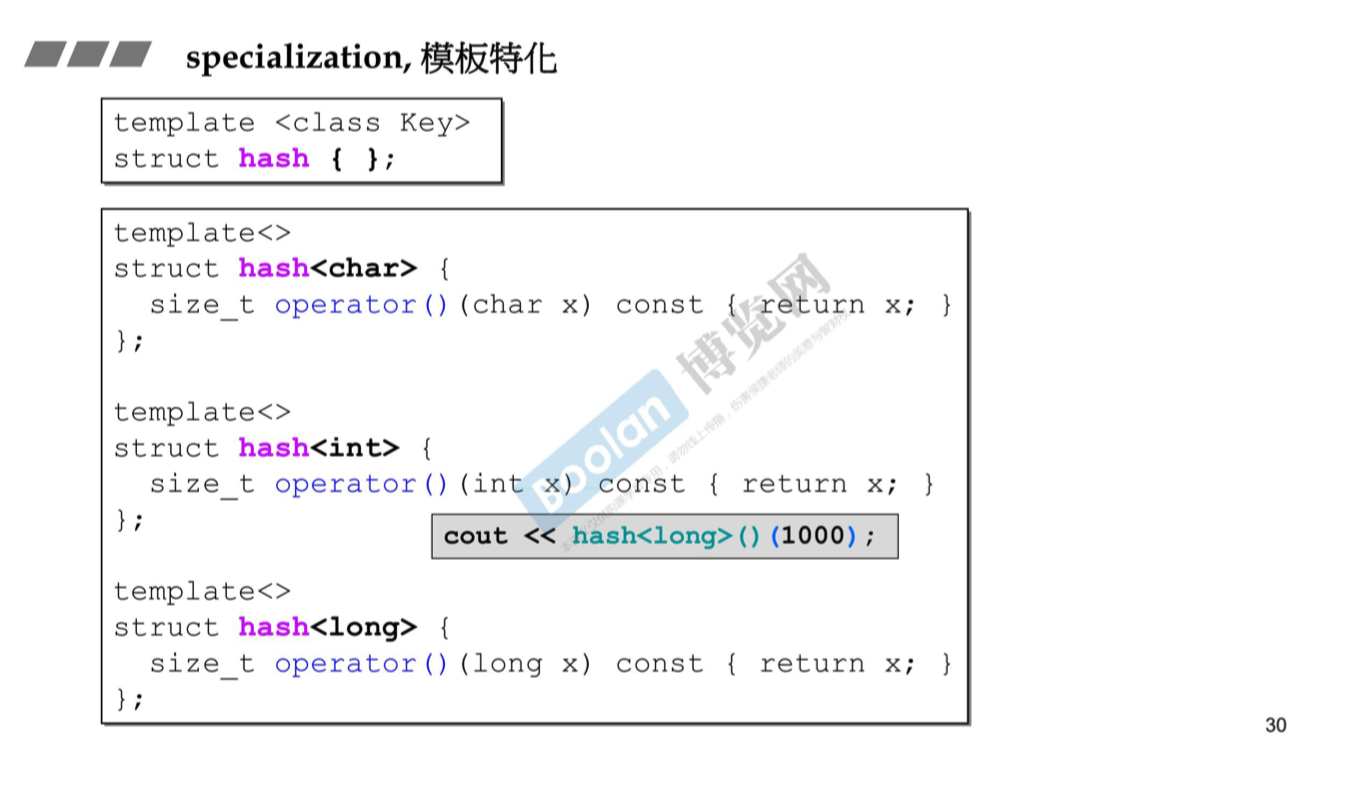 specialization, 模板特化
template <class Key>
struct hash { };
template<>
struct hash<char> {
  size_t operator()(char x) const { return x; }
};
template<>
struct hash<int> {
  size_t operator()(int x) const { return x; }
};
cout << hash<long>()(1000);
template<>
struct hash<long> {
  size_t operator()(long x) const { return x; }
};
Boolan 博览网
30